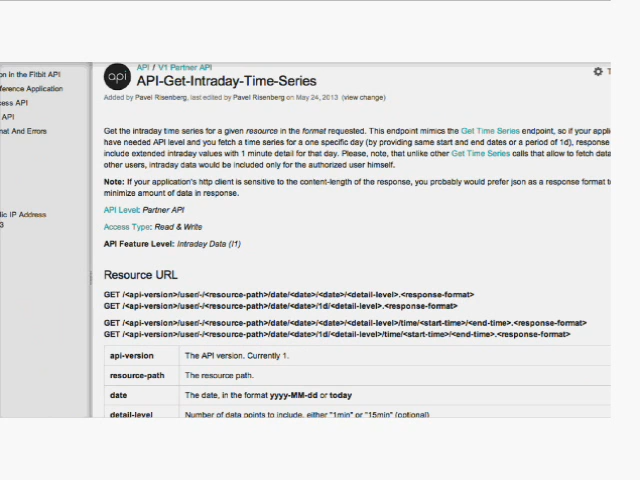 on in the Fitbit API
ference Application
cess API
API
mat And Errors
lic IP Address
3
api
API / V1 Partner API
API-Get-Intraday-Time-Series
Added by Pavel Risenberg, last edited by Pavel Risenberg on May 24, 2013 (view change)
Get the intraday time series for a given resource in the format requested. This endpoint mimics the Get Time Series endpoint, so if your appli
have needed API level and you fetch a time series for a one specific day (by providing same start and end dates or a period of 1d), response
include extended intraday values with 1 minute detail for that day. Please, note, that unlike other Get Time Series calls that allow to fetch data
other users, intraday data would be included only for the authorized user himself.
Note: If your application's http client is sensitive to the content-length of the response, you probably would prefer json as a response format to
minimize amount of data in response.
API Level: Partner API
Access Type: Read & Write
API Feature Level: Intraday Data (I1)
Resource URL
GET /<api-version>/user/-/<resource-path>/date/<date>/<date>/<detail-level>.<response-format>
GET /<api-version>/user/-/<resource-path>/date/<date>/1d/<detail-level>.<response-format>
GET /<api-version>/user/-/<resource-path>/date/<date>/<date>/<detail-level>/time/<start-time>/<end-time>.<response-format>
GET /<api-version>/user/-/<resource-path>/date/<date>/1d/<detail-level>/time/<start-time>/<end-time>.<response-format>
api-version The API version. Currently 1.
resource-path The resource path.
date The date, in the format yyyy-MM-dd or today
detail-level Number of data points to include, either "1min" or "15min" (optional)